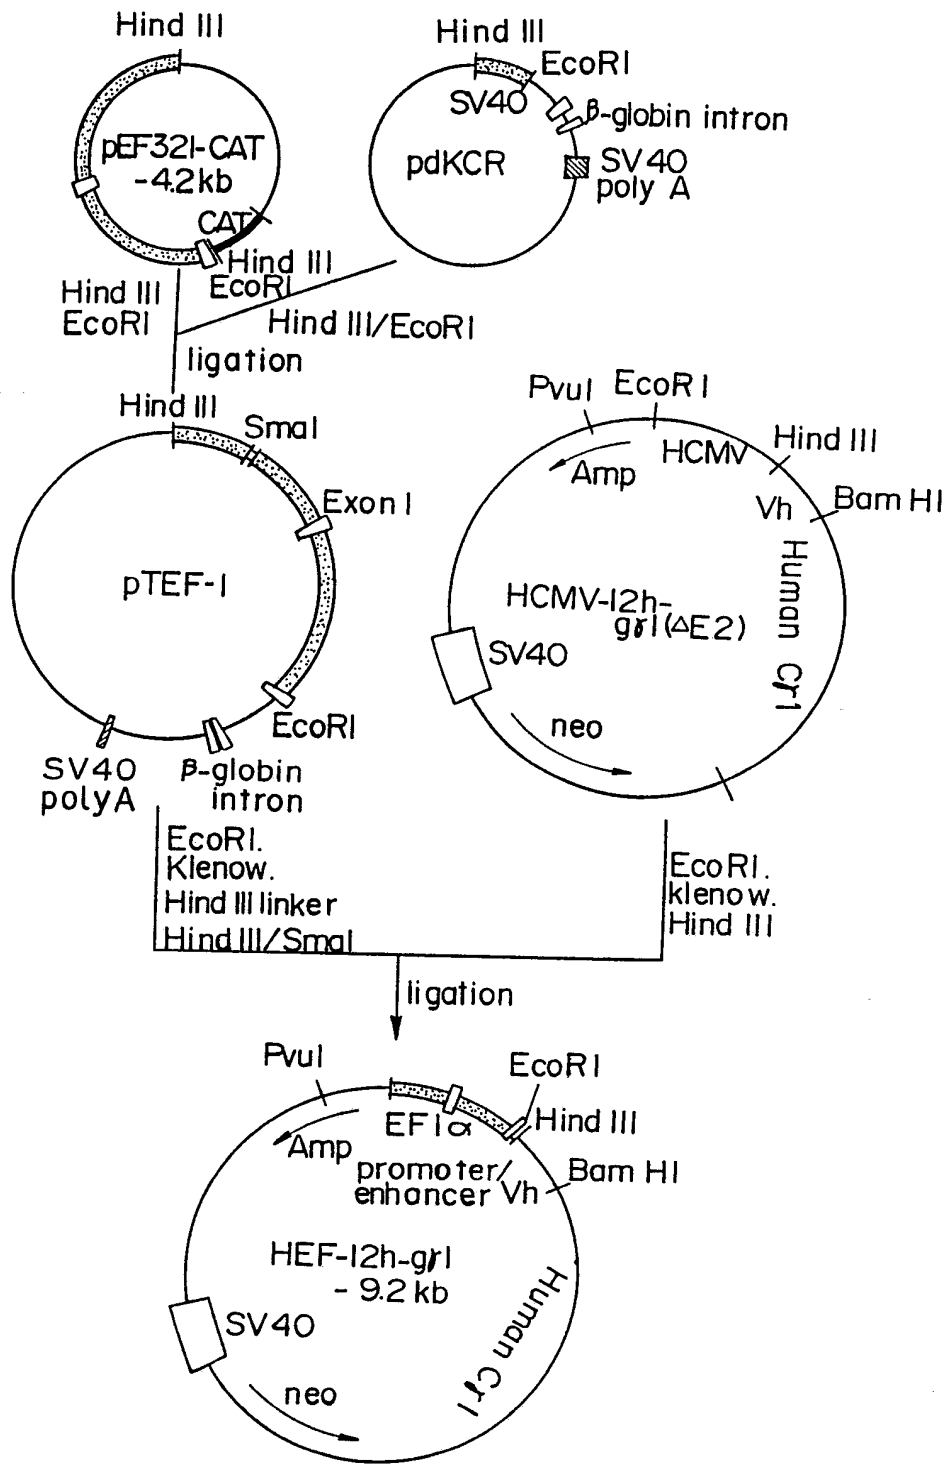 Hind III
pEF321-CAT
-4.2kb
CAT
Hind III
EcoRI
Hind III
EcoRI
SV40
β-globin intron
pdKCR
SV40
poly A
Hind III
EcoRI
Hind III/EcoRI
ligation
Hind III
SmaI
Exon I
pTEF-1
EcoRI
SV40
polyA
β-globin
intron
PvuI
EcoRI
HCMV
Hind III
Amp
Vh
Bam HI
HCMV-12h-
gγ1(ΔE2)
Human Cγ1
SV40
neo
EcoRI.
Klenow.
Hind III linker
Hind III/SmaI
EcoRI.
klenow.
Hind III
ligation
PvuI
EcoRI
Hind III
EF1α
Amp
promoter/
enhancer
Vh
Bam HI
HEF-12h-gγ1
- 9.2kb
Human Cγ1
SV40
neo